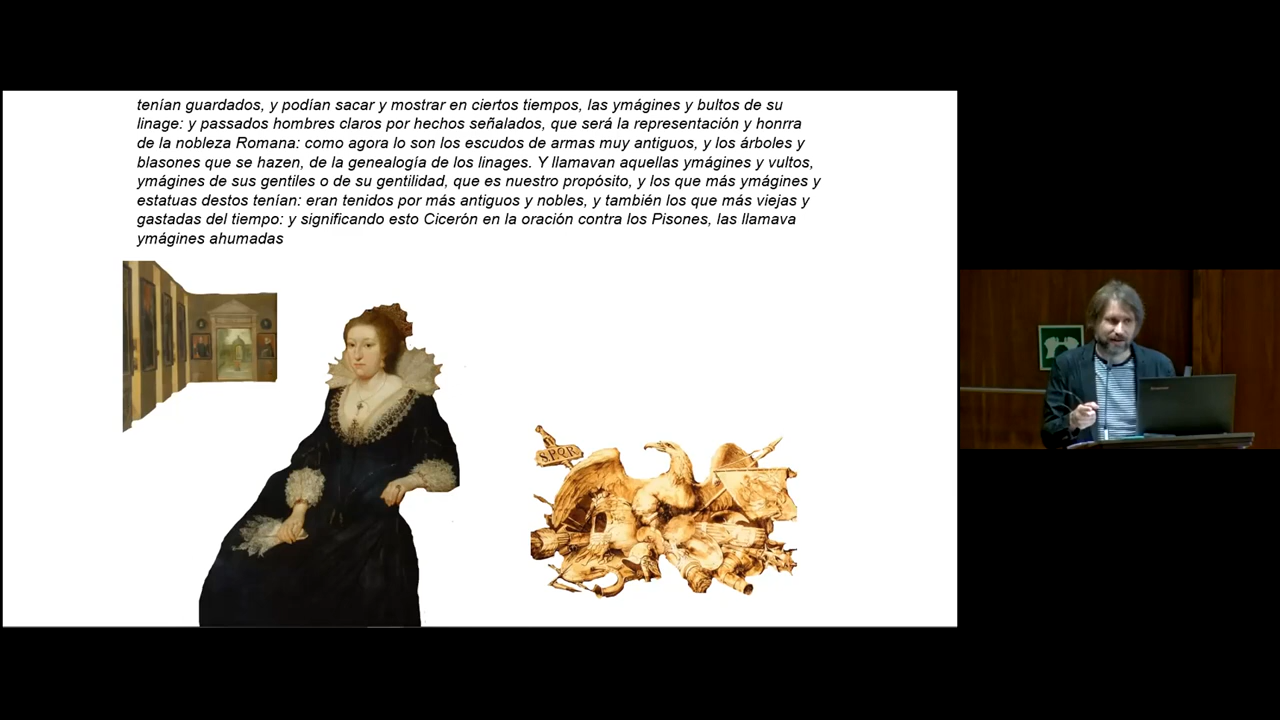 tenían guardados, y podían sacar y mostrar en ciertos tiempos, las ymágines y bultos de su
linage: y passados hombres claros por hechos señalados, que será la representación y honrra
de la nobleza Romana: como agora lo son los escudos de armas muy antiguos, y los árboles y
blasones que se hazen, de la genealogía de los linages. Y llamavan aquellas ymágines y vultos,
ymágines de sus gentiles o de su gentilidad, que es nuestro propósito, y los que más ymágines y
estatuas destos tenían: eran tenidos por más antiguos y nobles, y también los que más viejas y
gastadas del tiempo: y significando esto Cicerón en la oración contra los Pisones, las llamava
ymágines ahumadas
S.P.Q.R